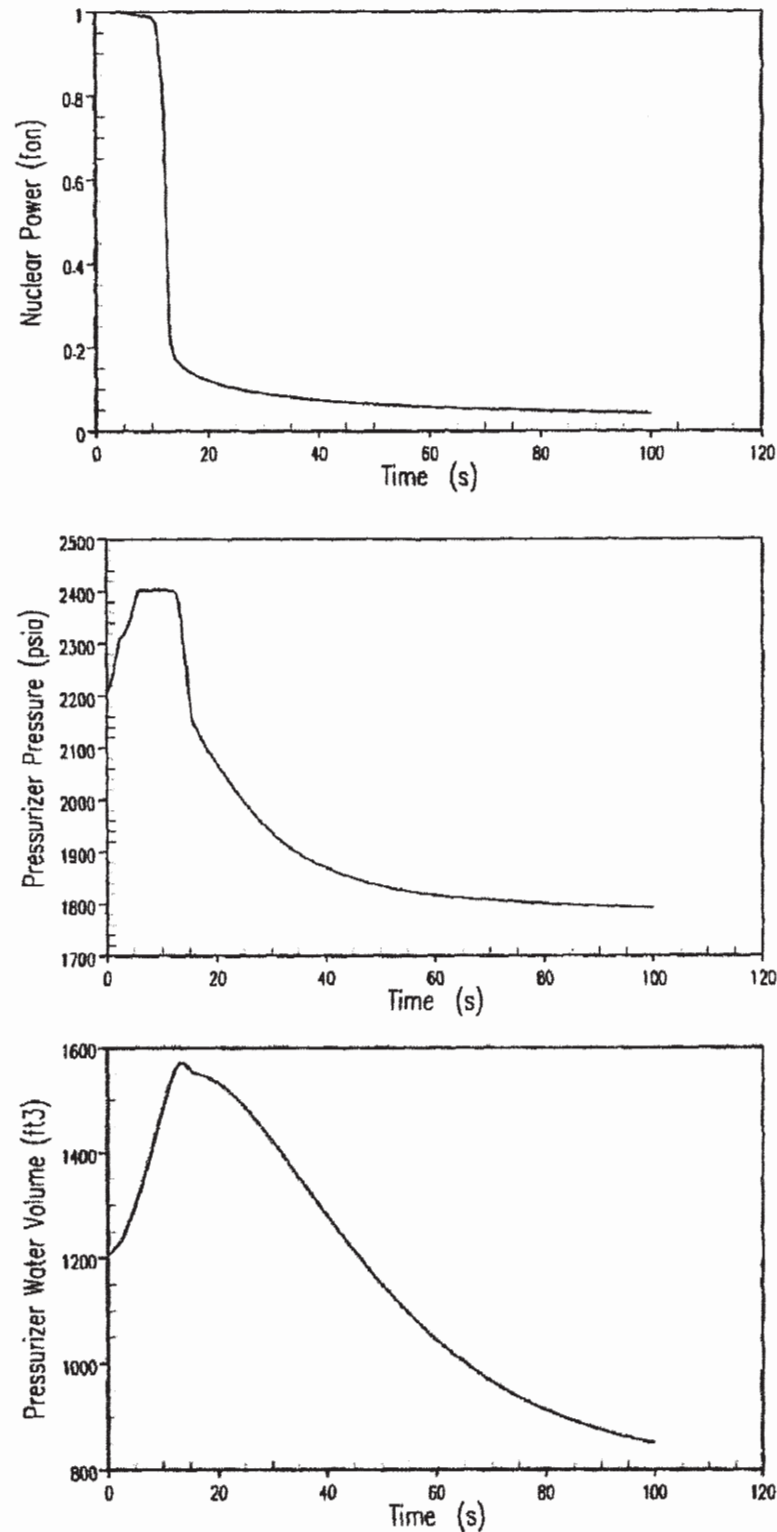 Nuclear Power (fon)
1
0.8
0.6
0.4
0.2
0
0 20 40 60 80 100 120
Time (s)
Pressurizer Pressure (psia)
2500
2400
2300
2200
2100
2000
1900
1800
1700
0 20 40 60 80 100 120
Time (s)
Pressurizer Water Volume (ft3)
1600
1400
1200
1000
800
0 20 40 60 80 100 120
Time (s)